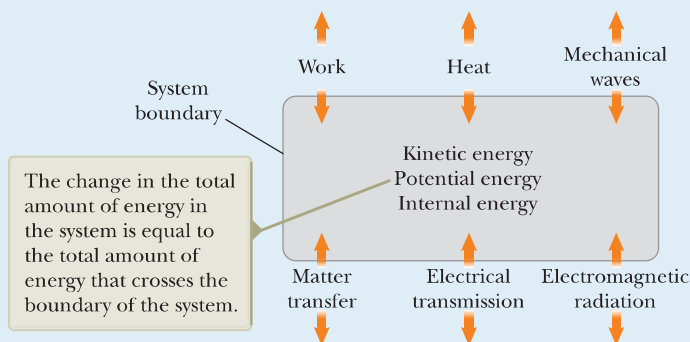 Work
Heat
Mechanical
waves
System
boundary
Kinetic energy
Potential energy
Internal energy
The change in the total
amount of energy in
the system is equal to
the total amount of
energy that crosses the
boundary of the system.
Matter
transfer
Electrical
transmission
Electromagnetic
radiation